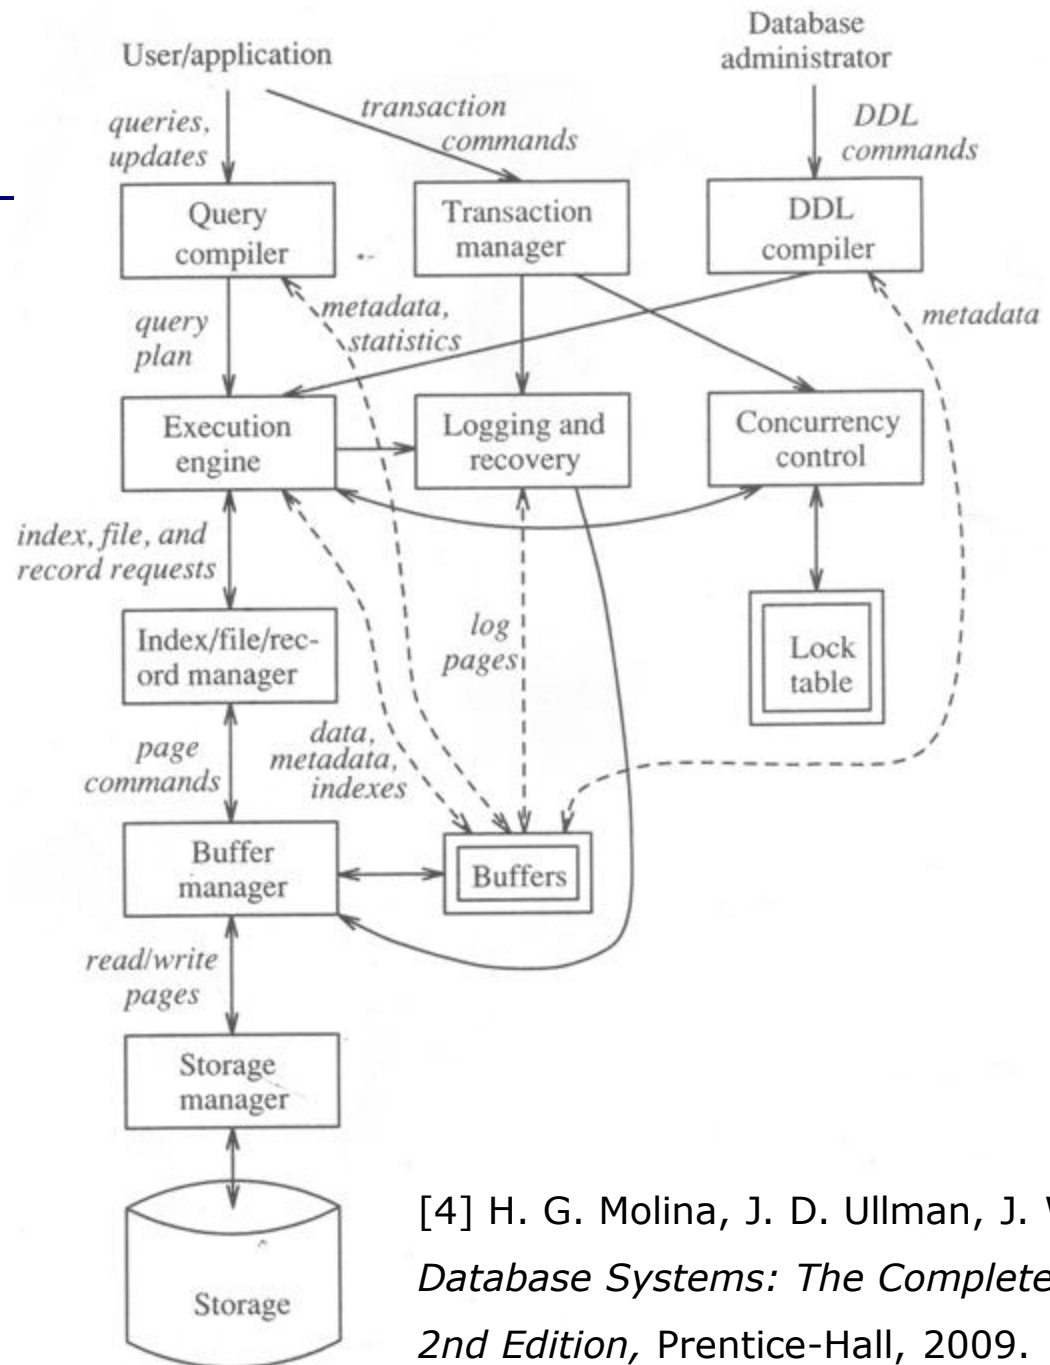 User/application
Database
administrator
queries,
updates
transaction
commands
DDL
commands
Query
compiler
Transaction
manager
DDL
compiler
query
plan
metadata,
statistics
metadata
Execution
engine
Logging and
recovery
Concurrency
control
index, file, and
record requests
Index/file/rec-
ord manager
log
pages
Lock
table
page
commands
data,
metadata,
indexes
Buffer
manager
Buffers
read/write
pages
Storage
manager
Storage
[4] H. G. Molina, J. D. Ullman, J.
Database Systems: The Complete
2nd Edition, Prentice-Hall, 2009.